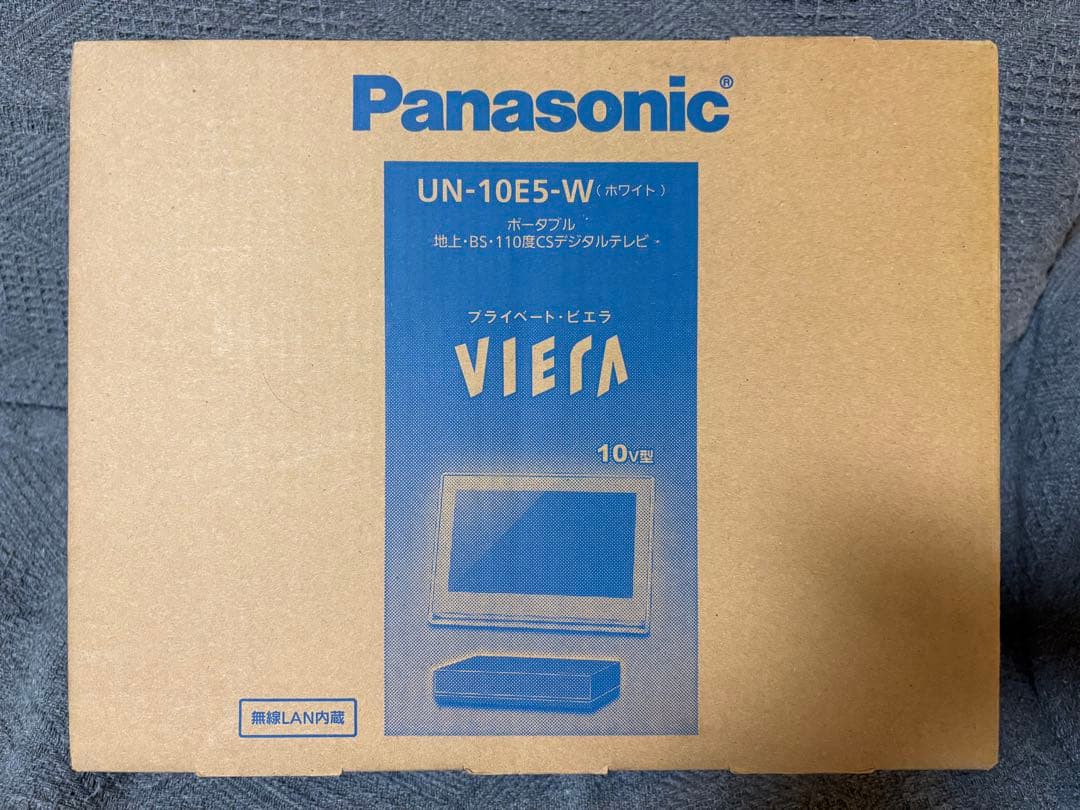 Panasonic®
UN-10E5-W（ホワイト）
ポータブル
地上・BS・110度CSデジタルテレビ
プライベート・ビエラ
VIERA
10V型
無線LAN内蔵